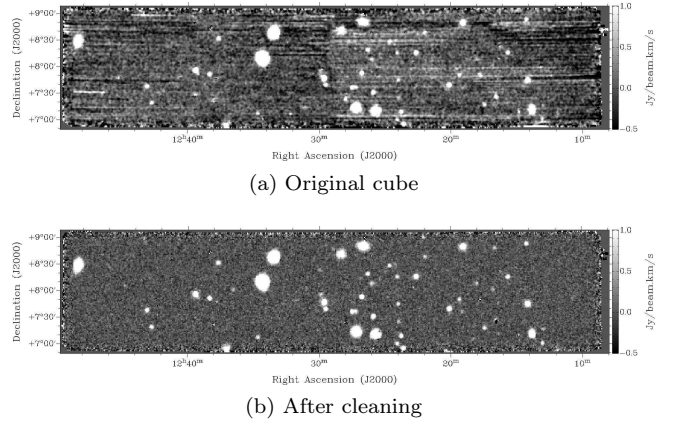 +9°00'
+8°30'
+8°00'
+7°30'
+7°00'
Declination (J2000)
1.0
0.5
0.0
−0.5
Jy/beam.km/s
12ʰ40ᵐ 30ᵐ 20ᵐ 10ᵐ
Right Ascension (J2000)
(a) Original cube
+9°00'
+8°30'
+8°00'
+7°30'
+7°00'
Declination (J2000)
1.0
0.5
0.0
−0.5
Jy/beam.km/s
12ʰ40ᵐ 30ᵐ 20ᵐ 10ᵐ
Right Ascension (J2000)
(b) After cleaning